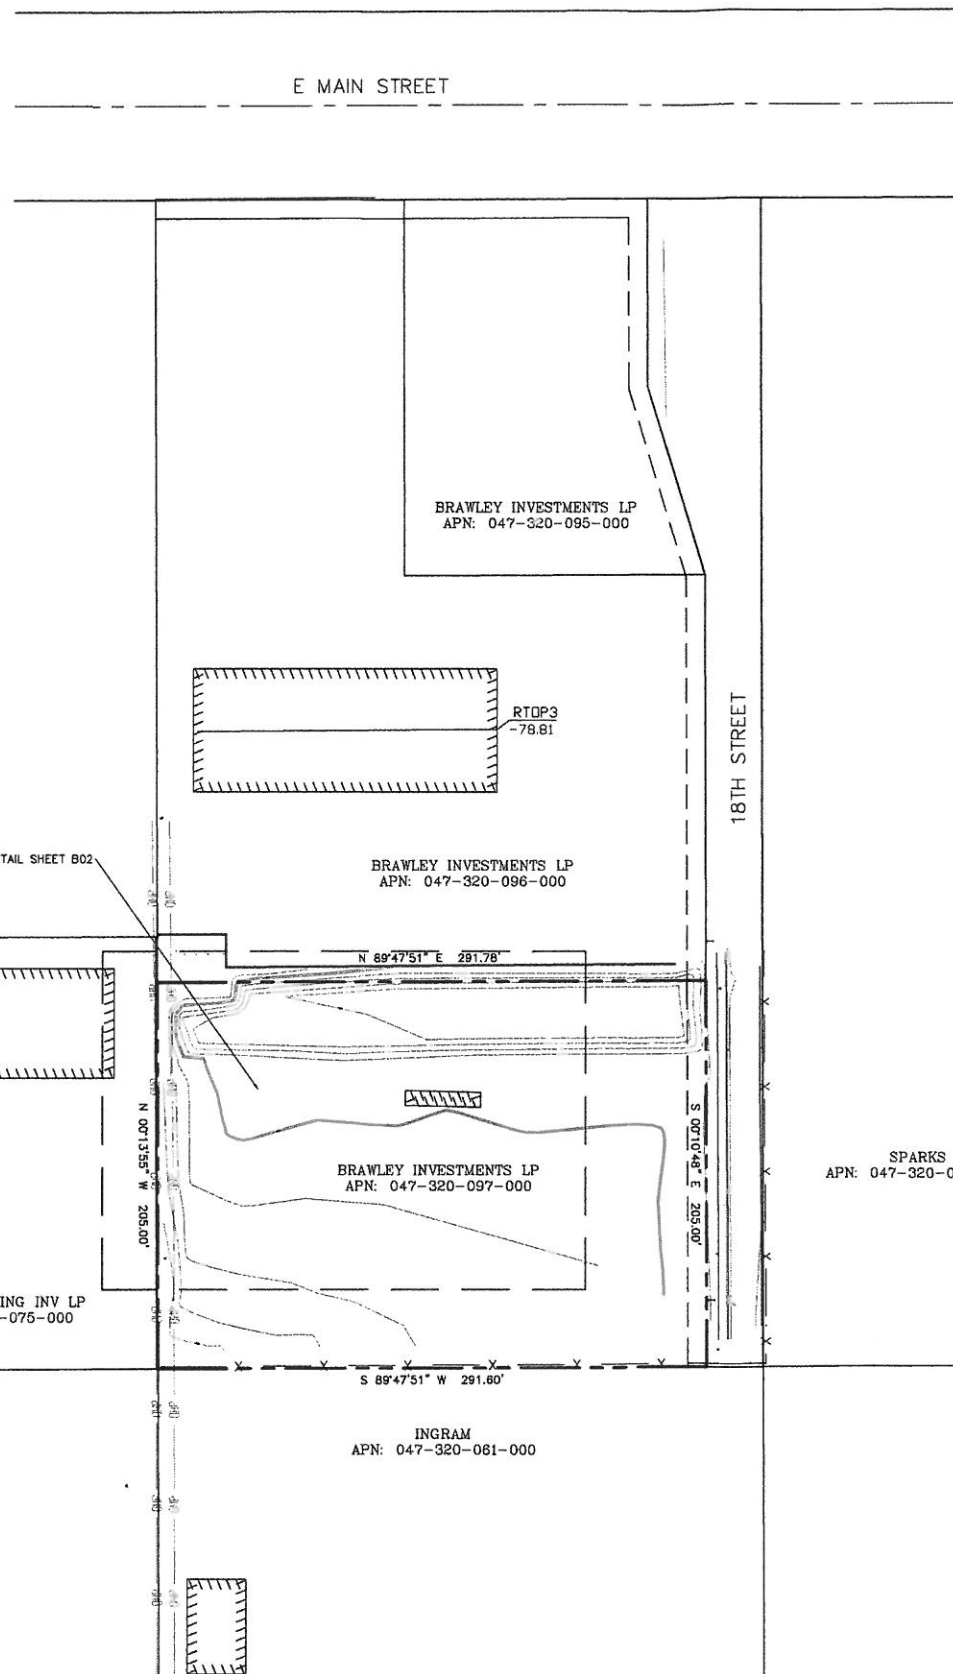 E MAIN STREET
BRAWLEY INVESTMENTS LP
APN: 047-320-095-000
RTOP3
-78.81
18TH STREET
TAIL SHEET B02
BRAWLEY INVESTMENTS LP
APN: 047-320-096-000
N 89°47'51" E 291.78'
N 00°13'55" W 205.00'
S 00°10'48" E 205.00'
BRAWLEY INVESTMENTS LP
APN: 047-320-097-000
SPARKS
APN: 047-320-0
ING INV LP
-075-000
S 89°47'51" W 291.60'
INGRAM
APN: 047-320-061-000